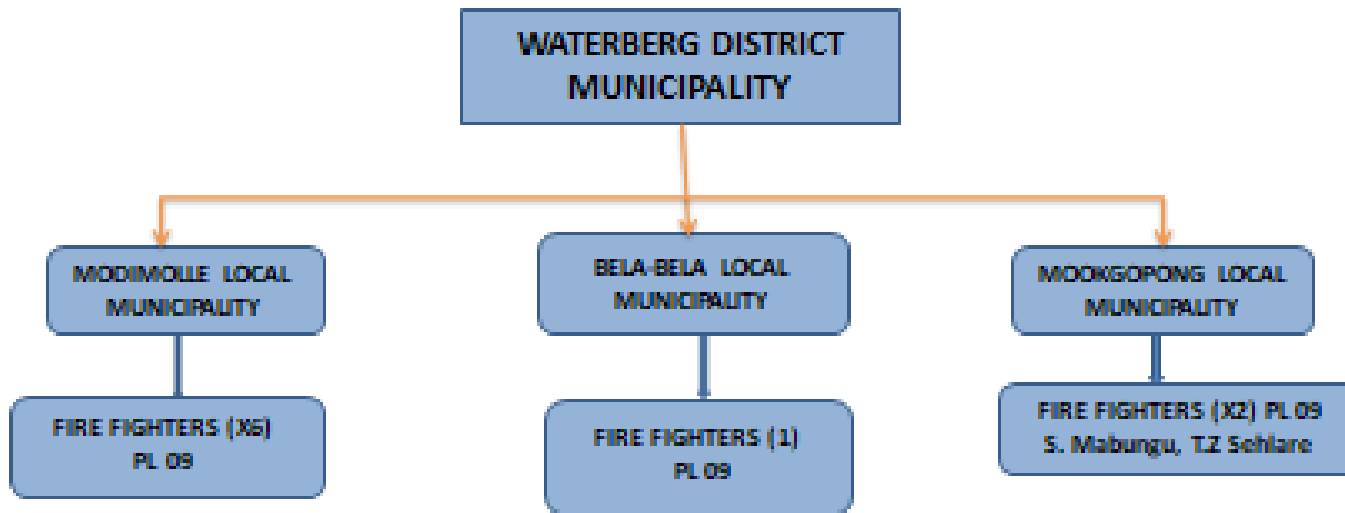 WATERBERG DISTRICT
MUNICIPALITY
MODIMOLLE LOCAL
MUNICIPALITY
BELA-BELA LOCAL
MUNICIPALITY
MOOKGOPONG LOCAL
MUNICIPALITY
FIRE FIGHTERS (X6)
PL 09
FIRE FIGHTERS (1)
PL 09
FIRE FIGHTERS (X2) PL 09
S. Mabungu, T.Z Sehlare